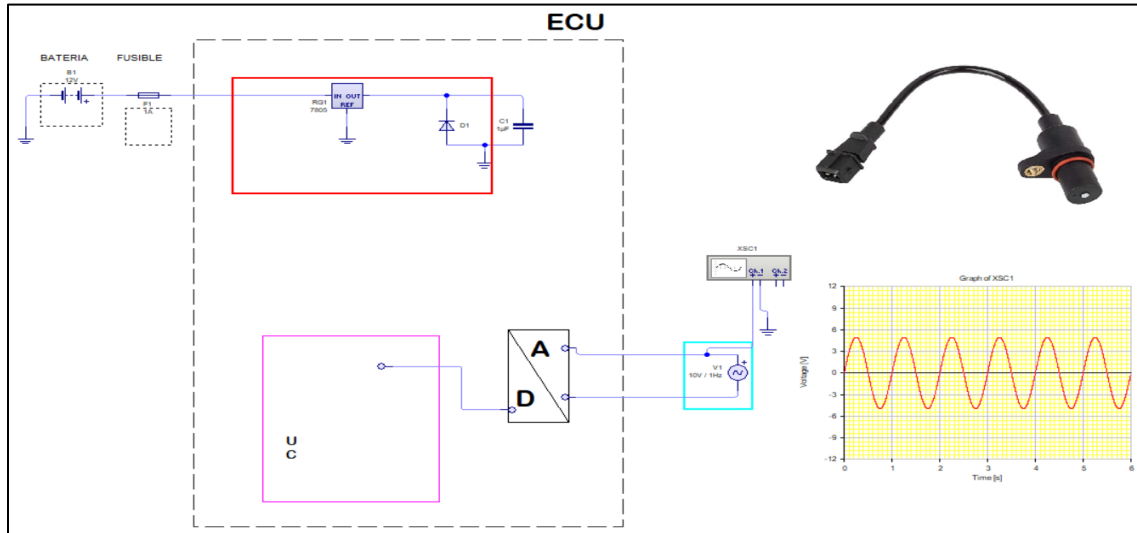 ECU
BATERIA
FUSIBLE
B1
12V
F1
1A
IN OUT
REF
RG1
7805
D1
C1
1µF
XSC1
Ch.1
Ch.2
Graph of XSC1
12
9
6
3
0
-3
-6
-9
-12
Voltage [V]
0
1
2
3
4
5
6
Time [s]
A
D
V1
10V / 1Hz
U
C